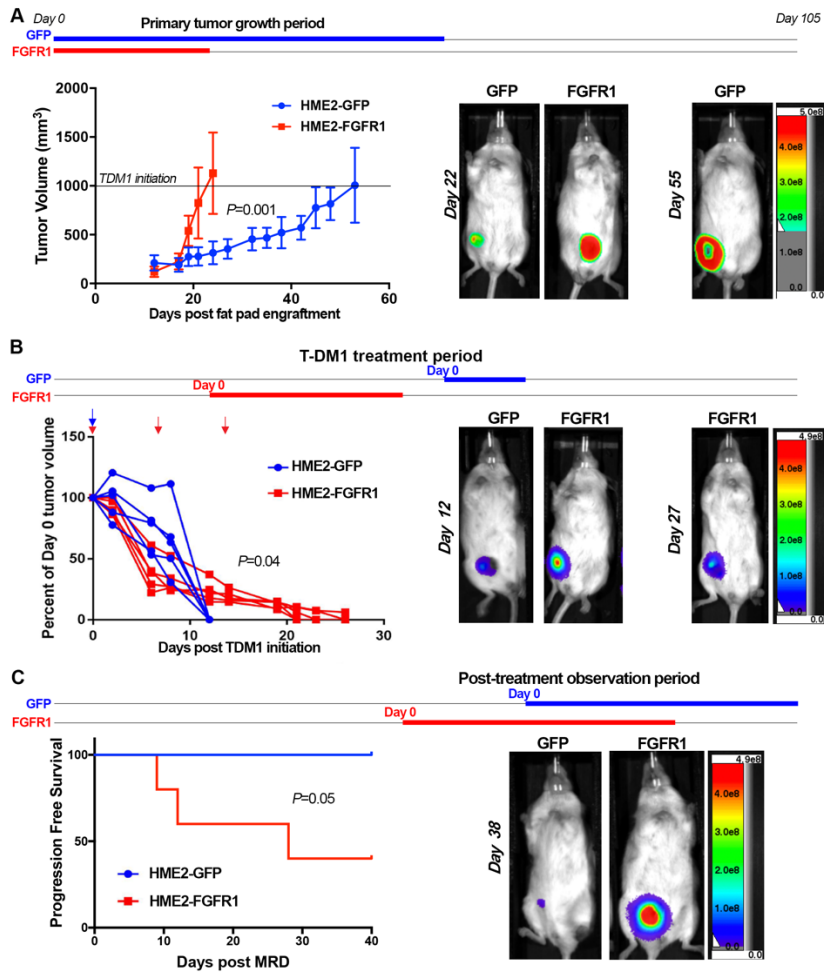 A
Day 0
Primary tumor growth period
Day 105
GFP
FGFR1
Tumor Volume (mm3)
2000
1500
1000
500
0
TDM1 initiation
HME2-GFP
HME2-FGFR1
P=0.001
0 20 40 60
Days post fat pad engraftment
GFP FGFR1 GFP
Day 22
Day 55
5.0e8
4.0e8
3.0e8
2.0e8
1.0e8
0.0
0.0
B
T-DM1 treatment period
GFP
Day 0
FGFR1
Day 0
Percent of Day 0 tumor volume
150
100
50
0
HME2-GFP
HME2-FGFR1
P=0.04
0 10 20 30
Days post TDM1 initiation
GFP FGFR1 FGFR1
Day 12
Day 27
4.9e8
4.0e8
3.0e8
2.0e8
1.0e8
0.0
0.0
C
Post-treatment observation period
GFP
Day 0
FGFR1
Day 0
Progression Free Survival
100
50
0
P=0.05
HME2-GFP
HME2-FGFR1
0 10 20 30 40
Days post MRD
GFP FGFR1
Day 38
4.9e8
4.0e8
3.0e8
2.0e8
1.0e8
0.0
0.0